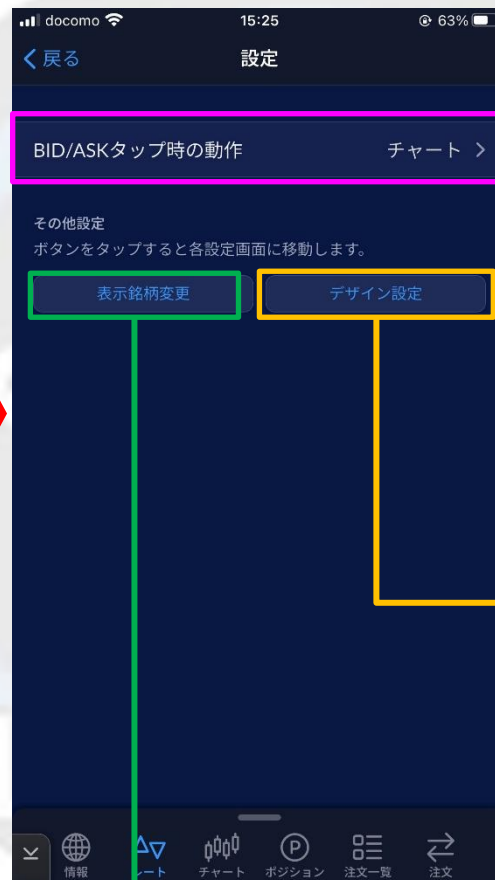 docomo 15:25 63%
戻る 設定
BID/ASKタップ時の動作 チャート
その他設定
ボタンをタップすると各設定画面に移動します。
表示銘柄変更 デザイン設定
情報 レート チャート ポジション 注文一覧 注文